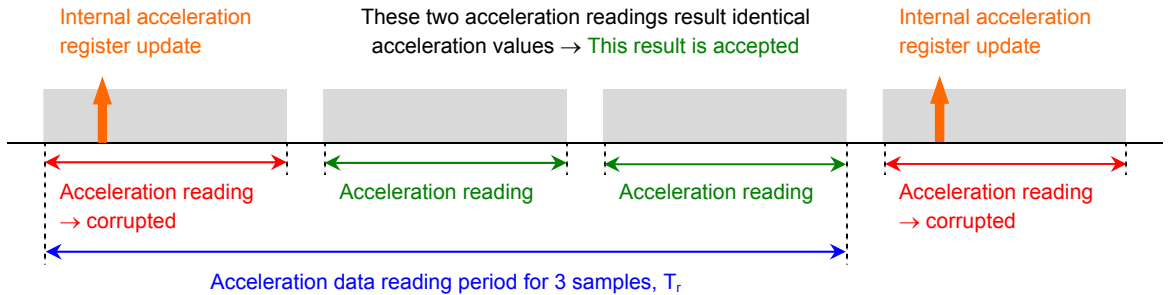 Internal acceleration
register update
These two acceleration readings result identical
acceleration values → This result is accepted
Internal acceleration
register update
Acceleration reading
→ corrupted
Acceleration reading
Acceleration reading
Acceleration reading
→ corrupted
Acceleration data reading period for 3 samples, Tr